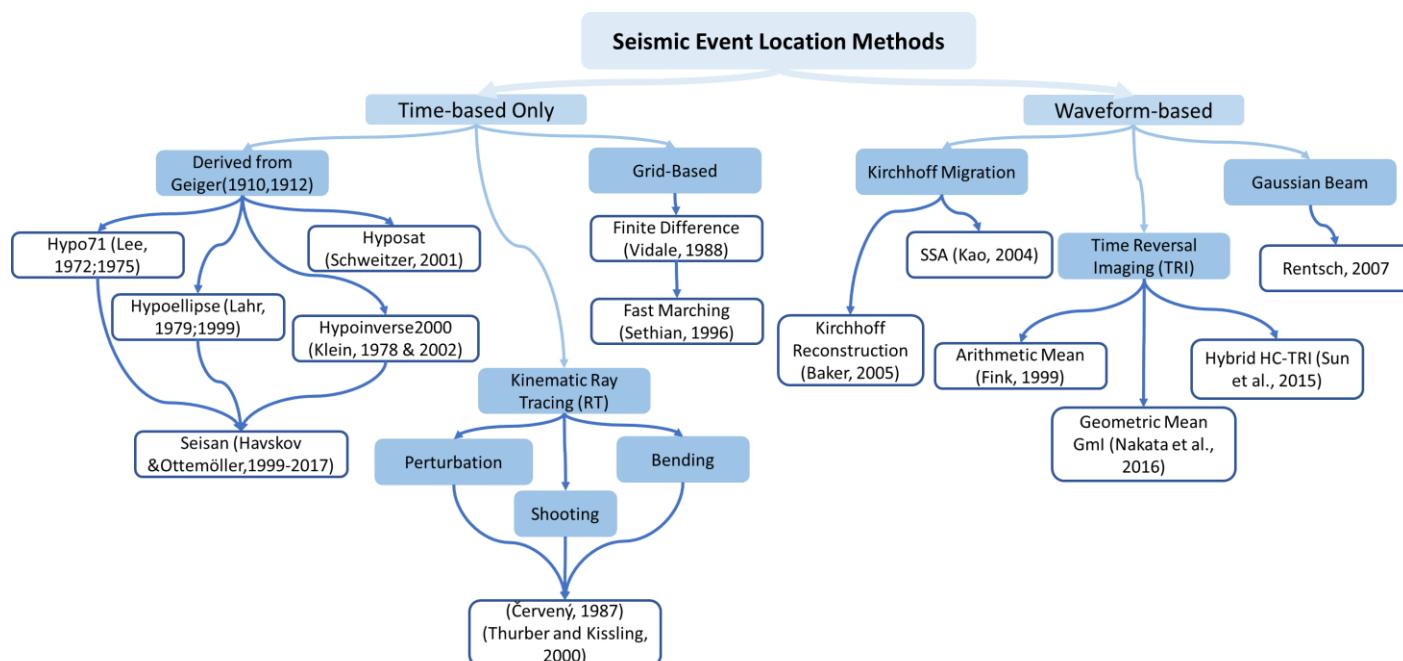 Seismic Event Location Methods
Time-based Only
Waveform-based
Derived from
Geiger(1910,1912)
Grid-Based
Kirchhoff Migration
Gaussian Beam
Hypo71 (Lee,
1972;1975)
Hyposat
(Schweitzer, 2001)
Finite Difference
(Vidale, 1988)
SSA (Kao, 2004)
Time Reversal
Imaging (TRI)
Rentsch, 2007
Hypoellipse (Lahr,
1979;1999)
Hypoinverse2000
(Klein, 1978 & 2002)
Fast Marching
(Sethian, 1996)
Kirchhoff
Reconstruction
(Baker, 2005)
Arithmetic Mean
(Fink, 1999)
Hybrid HC-TRI (Sun
et al., 2015)
Kinematic Ray
Tracing (RT)
Geometric Mean
GmI (Nakata et al.,
2016)
Seisan (Havskov
&Ottemöller,1999-2017)
Perturbation
Bending
Shooting
(Červený, 1987)
(Thurber and Kissling,
2000)